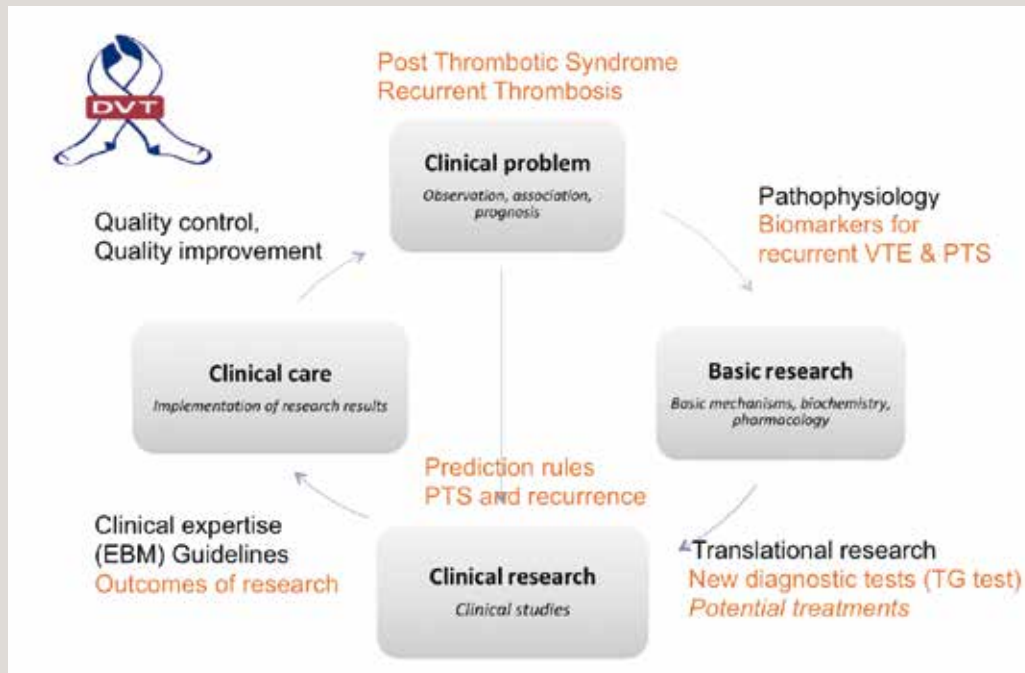 DVT
Post Thrombotic Syndrome
Recurrent Thrombosis
Clinical problem
Observation, association,
prognosis
Pathophysiology
Biomarkers for
recurrent VTE & PTS
Quality control,
Quality improvement
Clinical care
Implementation of research results
Basic research
Basic mechanisms, biochemistry,
pharmacology
Prediction rules
PTS and recurrence
Clinical expertise
(EBM) Guidelines
Outcomes of research
Clinical research
Clinical studies
Translational research
New diagnostic tests (TG test)
Potential treatments